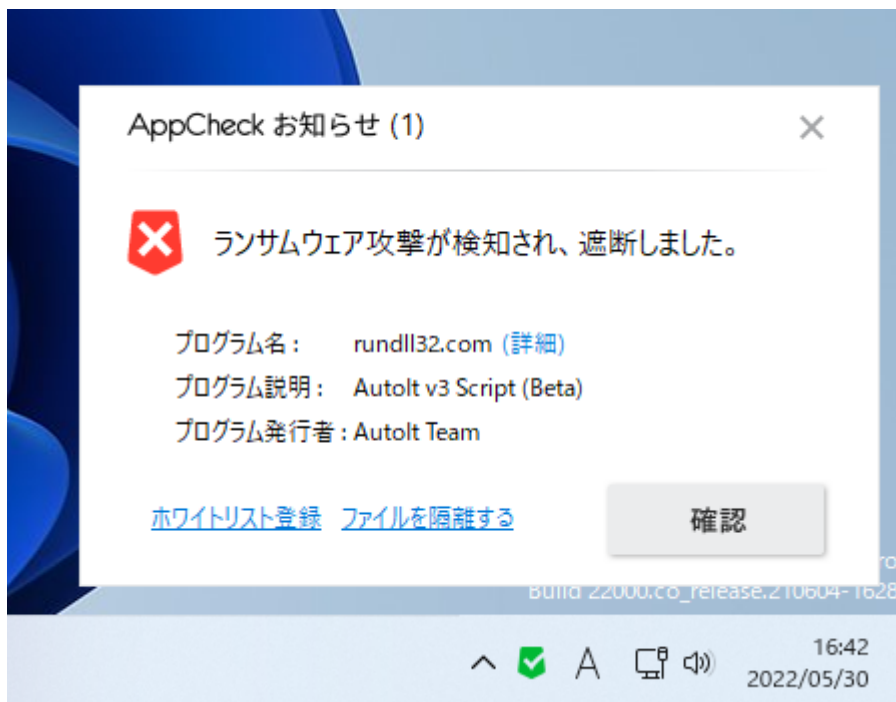 AppCheck お知らせ (1)
ランサムウェア攻撃が検知され、遮断しました。
プログラム名 : rundll32.com (詳細)
プログラム説明 : AutoIt v3 Script (Beta)
プログラム発行者 : AutoIt Team
ホワイトリスト登録 ファイルを隔離する 確認
Build 22000.co_release.210604-1628
A 16:42
2022/05/30